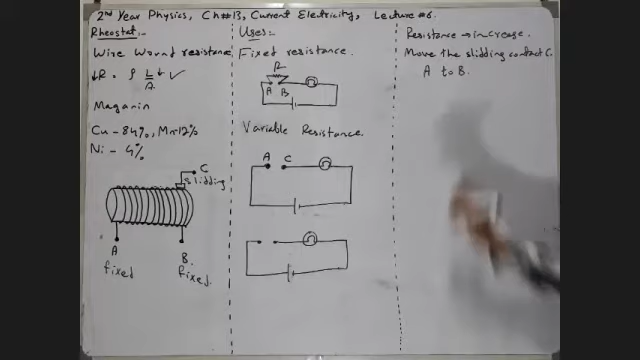 2nd Year Physics, Ch#13, Current Electricity, Lecture #6.
Rheostat:-
Wire Wound resistance
↓R = ρ L/A ↓ ✓
Maganin
Cu - 84%, Mn 12%
Ni - 4%
C
Slidding
A
fixed
B
fixed.
Uses:-
Fixed resistance.
R
A B
Variable Resistance.
A C
Resistance → increase.
Move the slidding contact C.
A to B.